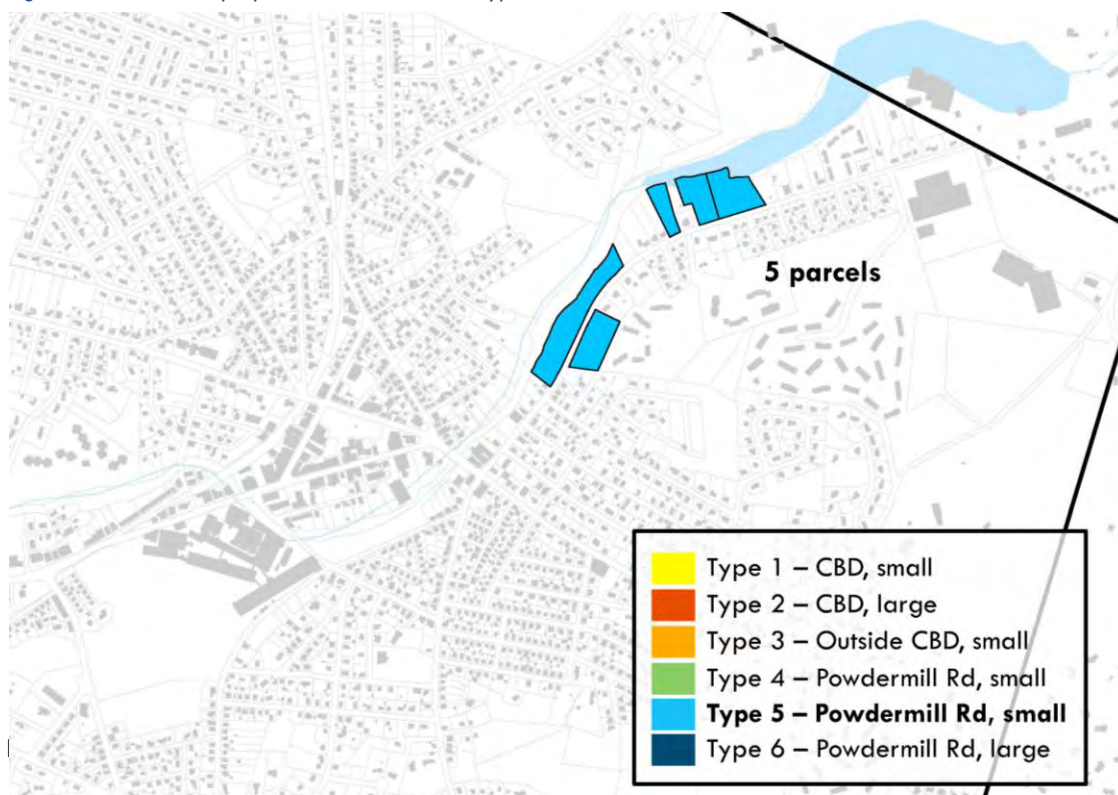 5 parcels
Type 1 – CBD, small
Type 2 – CBD, large
Type 3 – Outside CBD, small
Type 4 – Powdermill Rd, small
Type 5 – Powdermill Rd, small
Type 6 – Powdermill Rd, large